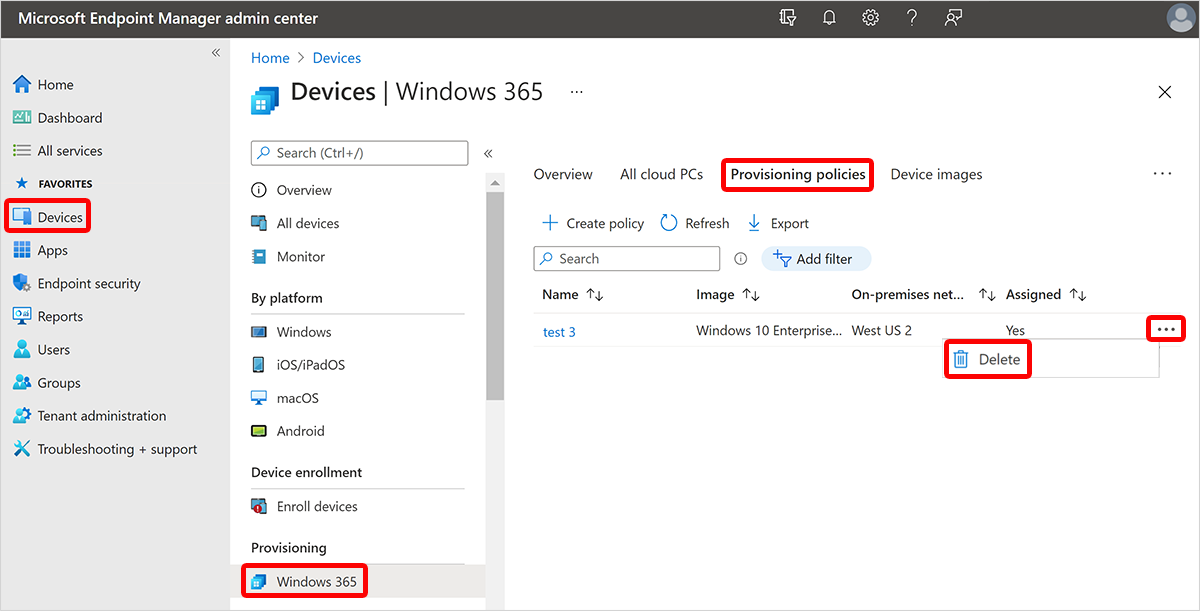 Microsoft Endpoint Manager admin center
Home
Dashboard
All services
FAVORITES
Devices
Apps
Endpoint security
Reports
Users
Groups
Tenant administration
Troubleshooting + support
Home > Devices
Devices | Windows 365 ...
Search (Ctrl+/)
Overview
All devices
Monitor
By platform
Windows
iOS/iPadOS
macOS
Android
Device enrollment
Enroll devices
Provisioning
Windows 365
Overview All cloud PCs Provisioning policies Device images ...
Create policy Refresh Export
Search Add filter
Name ↑↓ Image ↑↓ On-premises net... ↑↓ Assigned ↑↓
test 3 Windows 10 Enterprise... West US 2 Yes ...
Delete